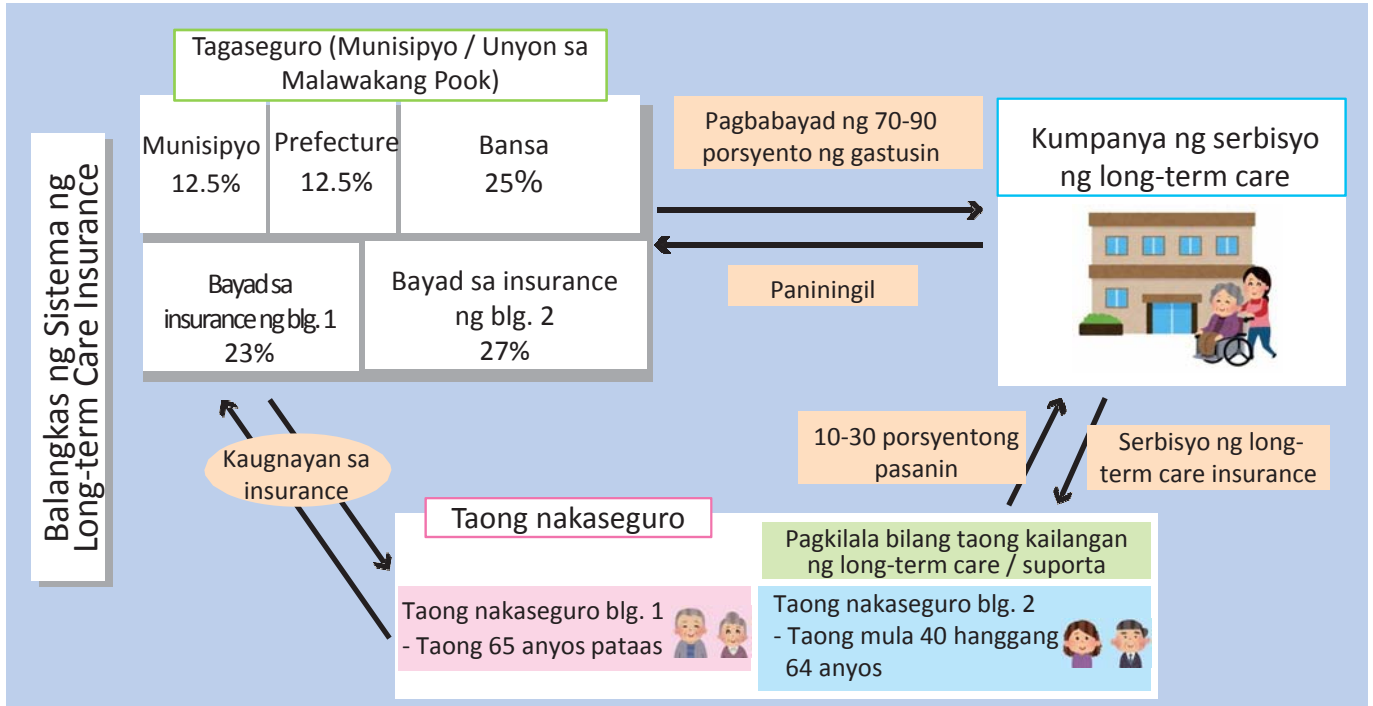 Balangkas ng Sistema ng
Long-term Care Insurance
Tagaseguro (Munisipyo / Unyon sa
Malawakang Pook)
Munisipyo
12.5%
Prefecture
12.5%
Bansa
25%
Bayad sa
insurance ng blg. 1
23%
Bayad sa insurance
ng blg. 2
27%
Pagbabayad ng 70-90
porsyento ng gastusin
Paniningil
Kumpanya ng serbisyo
ng long-term care
Kaugnayan sa
insurance
10-30 porsyentong
pasanin
Serbisyo ng long-
term care insurance
Taong nakaseguro
Pagkilala bilang taong kailangan
ng long-term care / suporta
Taong nakaseguro blg. 1
- Taong 65 anyos pataas
Taong nakaseguro blg. 2
- Taong mula 40 hanggang
64 anyos